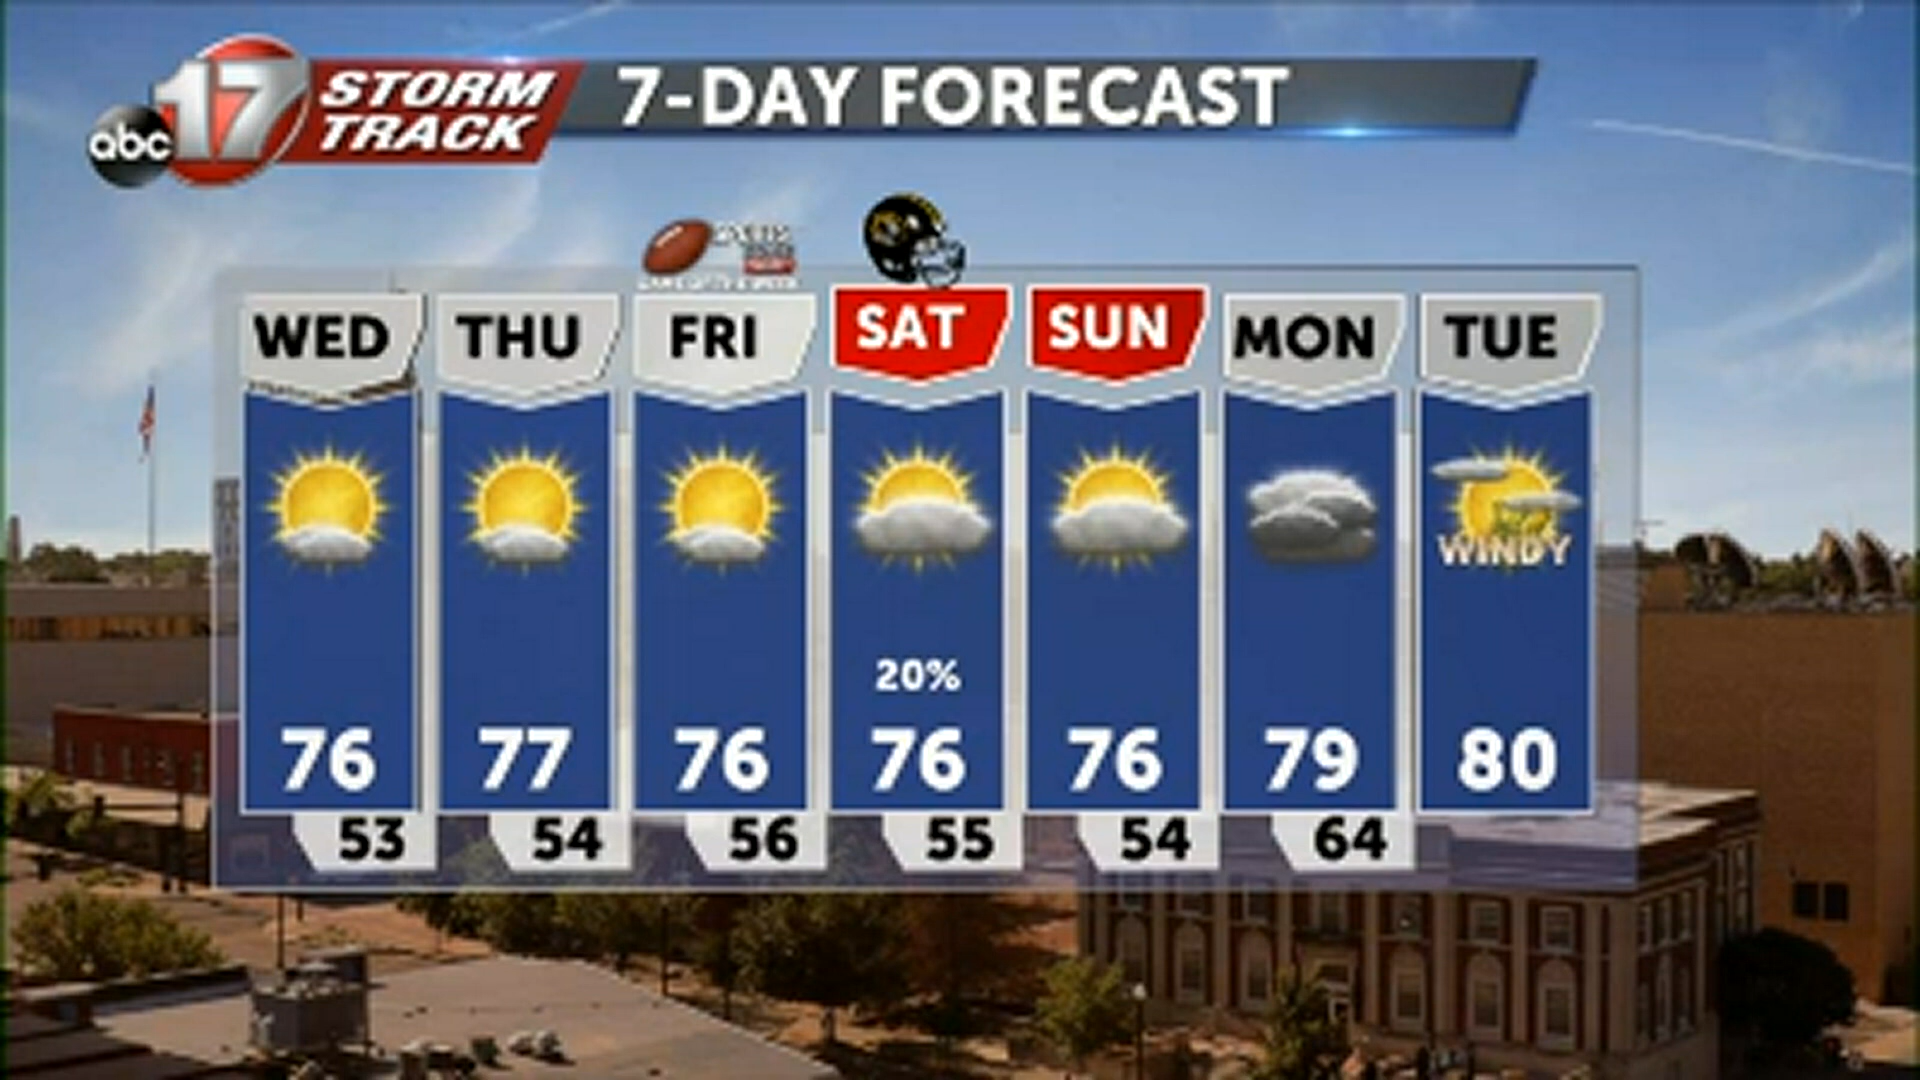 abc 17 STORM TRACK
7-DAY FORECAST
WED THU FRI SAT SUN MON TUE
WINDY
20%
76 77 76 76 76 79 80
53 54 56 55 54 64